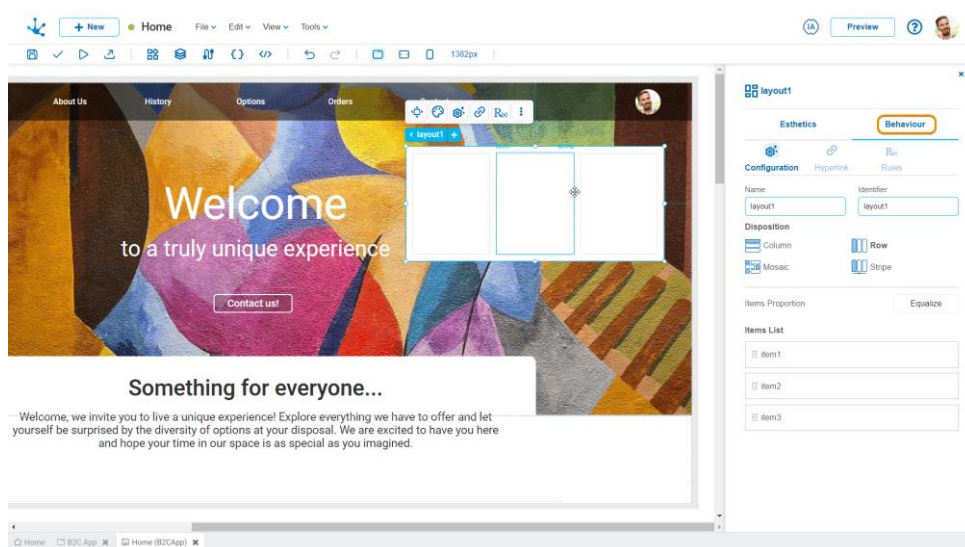 + New
Home
File
Edit
View
Tools
IA
Preview
?
1382px
About Us
History
Options
Orders
R(x)
< layout1 +
Welcome
to a truly unique experience
Contact us!
Something for everyone...
Welcome, we invite you to live a unique experience! Explore everything we have to offer and let
yourself be surprised by the diversity of options at your disposal. We are excited to have you here
and hope your time in our space is as special as you imagined.
layout1
Esthetics
Behaviour
Configuration
Hyperlink
Rules
Name
Identifier
layout1
layout1
Disposition
Column
Row
Mosaic
Stripe
Items Proportion
Equalize
Items List
item1
item2
item3
Home
B2C App
Home (B2CApp)